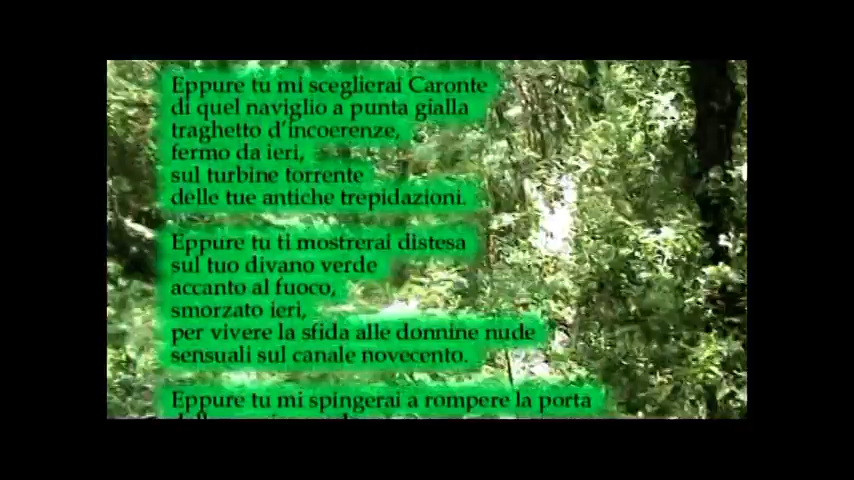 Eppure tu mi sceglierai Caronte
di quel naviglio a punta gialla
traghetto d'incoerenze,
fermo da ieri,
sul turbine torrente
delle tue antiche trepidazioni.
Eppure tu ti mostrerai distesa
sul tuo divano verde
accanto al fuoco,
smorzato ieri,
per vivere la sfida alle donnine nude
sensuali sul canale novecento.
Eppure tu mi spingerai a rompere la porta